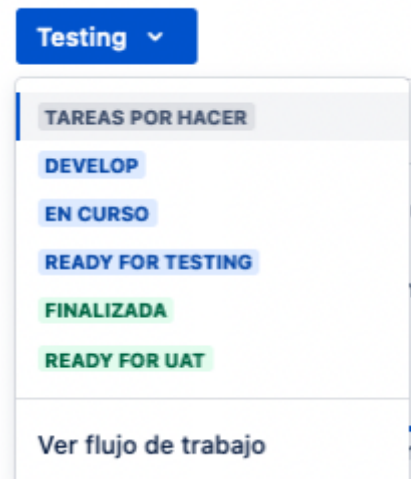 Testing
TAREAS POR HACER
DEVELOP
EN CURSO
READY FOR TESTING
FINALIZADA
READY FOR UAT
Ver flujo de trabajo